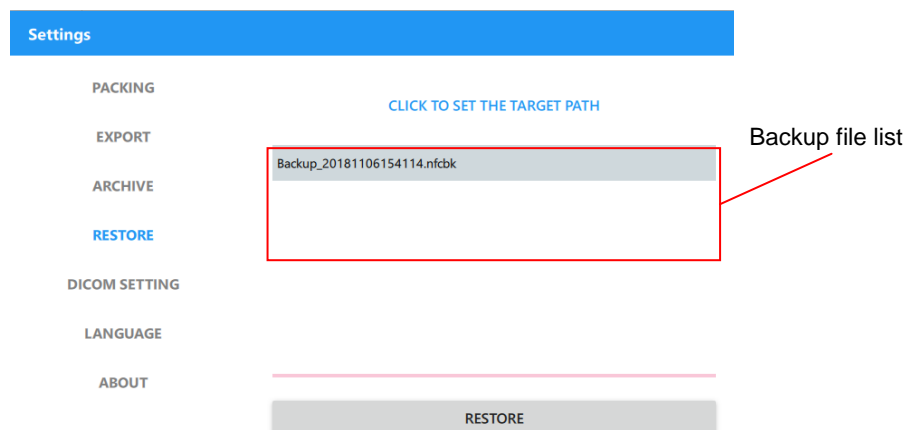 Settings
PACKING
EXPORT
ARCHIVE
RESTORE
DICOM SETTING
LANGUAGE
ABOUT
CLICK TO SET THE TARGET PATH
Backup_20181106154114.nfcbk
RESTORE
Backup file list